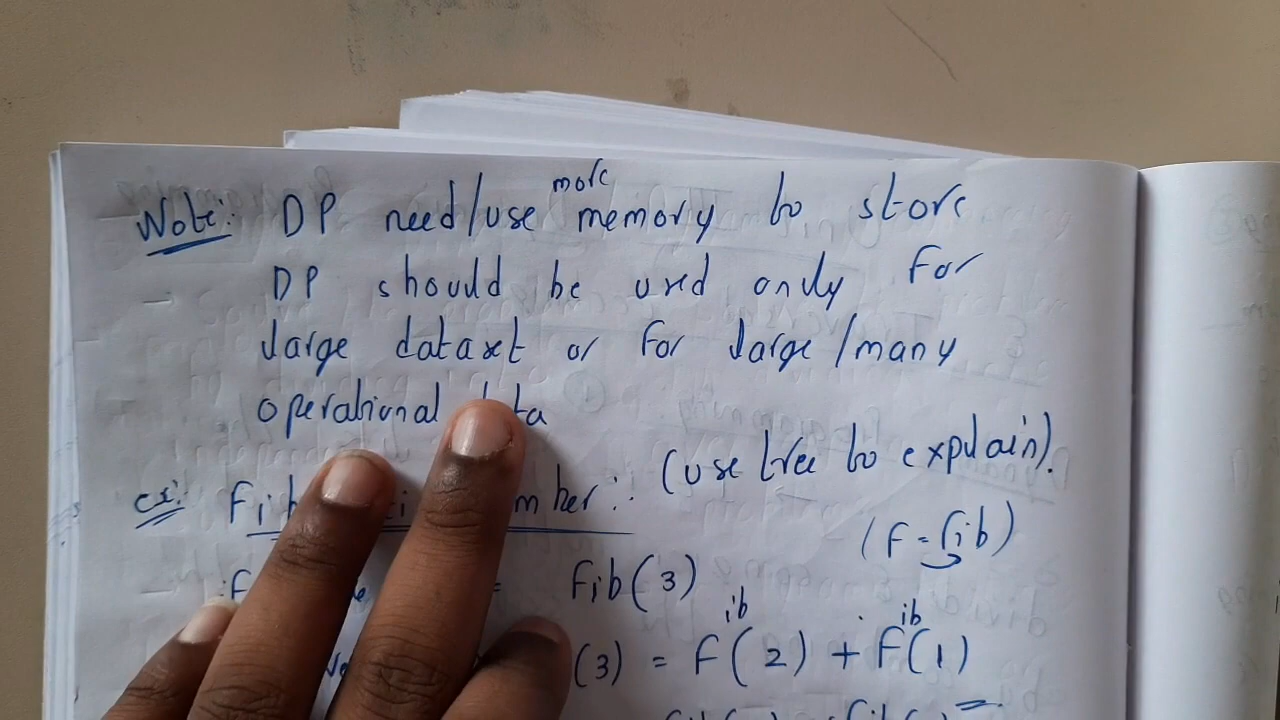 Note: DP need/use more memory to store
DP should be used only for
large dataset or for large/many
operational
ex: (use tree to explain).
(F = fib)
= Fib(3)
(3) = Fib(2) + Fib(1)